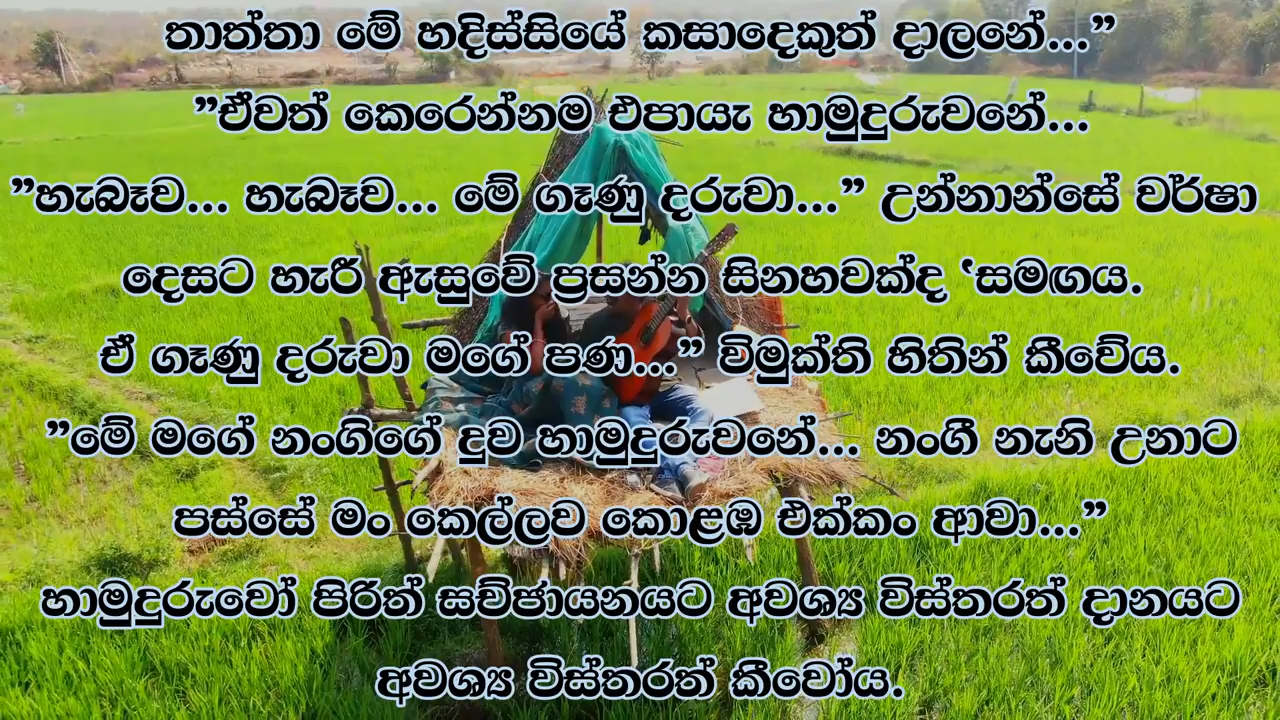 තාත්තා මේ හදිස්සියේ කසාදෙකුත් දාලනේ...”
”ඒවත් කෙරෙන්නම එපායැ හාමුදුරුවනේ...
”හැබෑව... හැබෑව... මේ ගෑණු දරුවා...” උන්නාන්සේ වර්ෂා
දෙසට හැරී ඇසුවේ ප්‍රසන්න සිනහවක්ද ‘සමඟය.
ඒ ගෑණු දරුවා මගේ පණ...” විමුක්ති හිතින් කීවේය.
”මේ මගේ නංගිගේ දුව හාමුදුරුවනේ... නංගී නැනි උනාට
පස්සේ මං කෙල්ලව කොළඹ එක්කං ආවා...”
හාමුදුරුවෝ පිරිත් සච්ඡායනයට අවශ්‍ය විස්තරත් දානයට
අවශ්‍ය විස්තරත් කීවෝය.